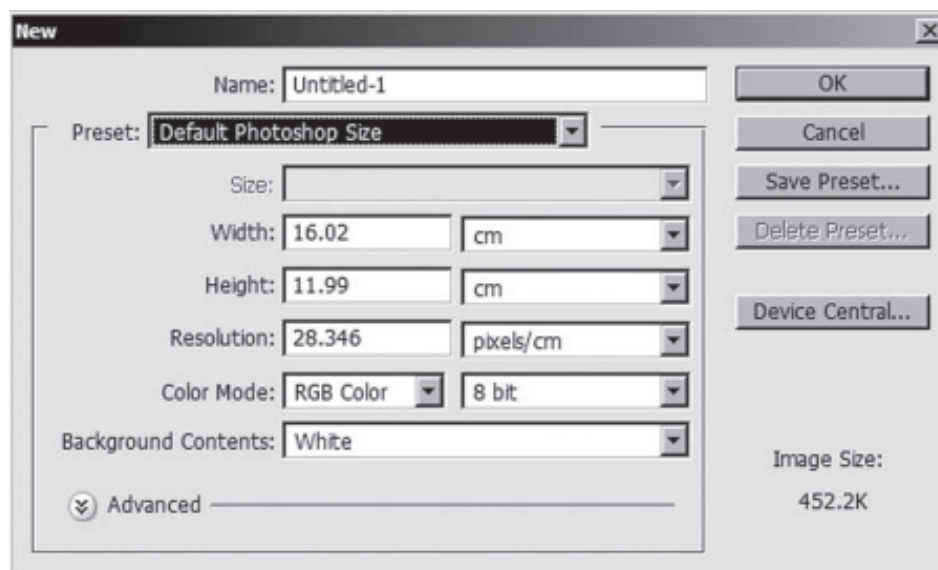 New
Name: Untitled-1
OK
Preset: Default Photoshop Size
Cancel
Size:
Save Preset...
Width: 16.02 cm
Delete Preset...
Height: 11.99 cm
Device Central...
Resolution: 28.346 pixels/cm
Color Mode: RGB Color 8 bit
Background Contents: White
Image Size:
452.2K
Advanced